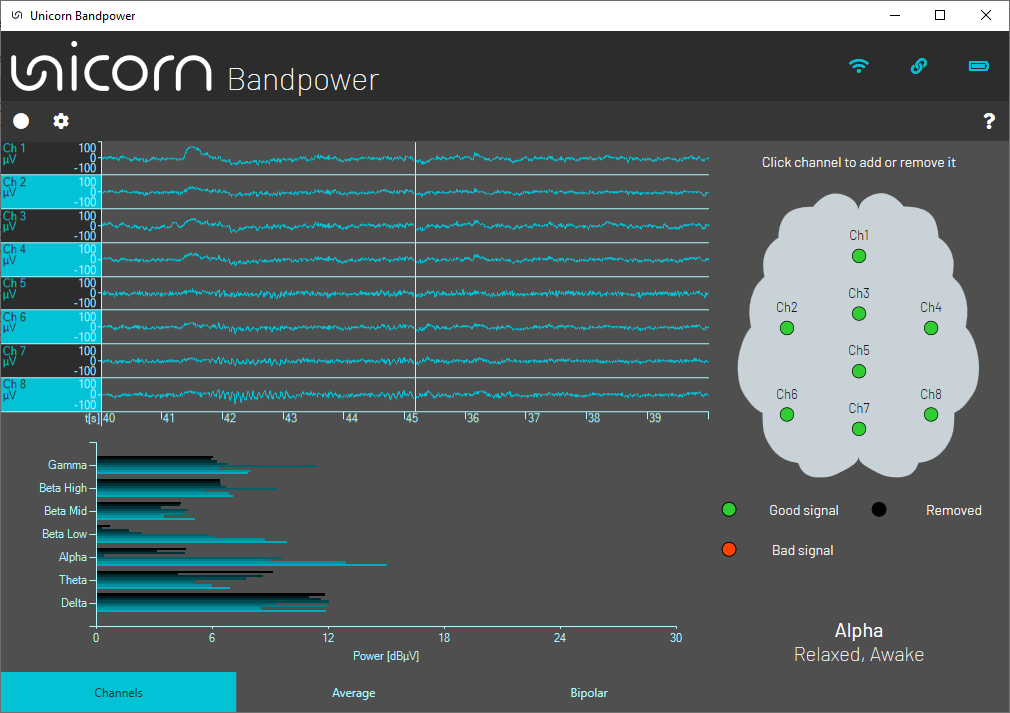 Unicorn Bandpower
unicorn Bandpower
?
Ch 1 100
µV 0
-100
Ch 2 100
µV 0
-100
Ch 3 100
µV 0
-100
Ch 4 100
µV 0
-100
Ch 5 100
µV 0
-100
Ch 6 100
µV 0
-100
Ch 7 100
µV 0
-100
Ch 8 100
µV 0
-100
t[s] 40 41 42 43 44 45 36 37 38 39
Click channel to add or remove it
Ch1
Ch3
Ch2
Ch4
Ch5
Ch6
Ch8
Ch7
Good signal
Removed
Bad signal
Gamma
Beta High
Beta Mid
Beta Low
Alpha
Theta
Delta
0 6 12 18 24 30
Power [dBµV]
Alpha
Relaxed, Awake
Channels
Average
Bipolar